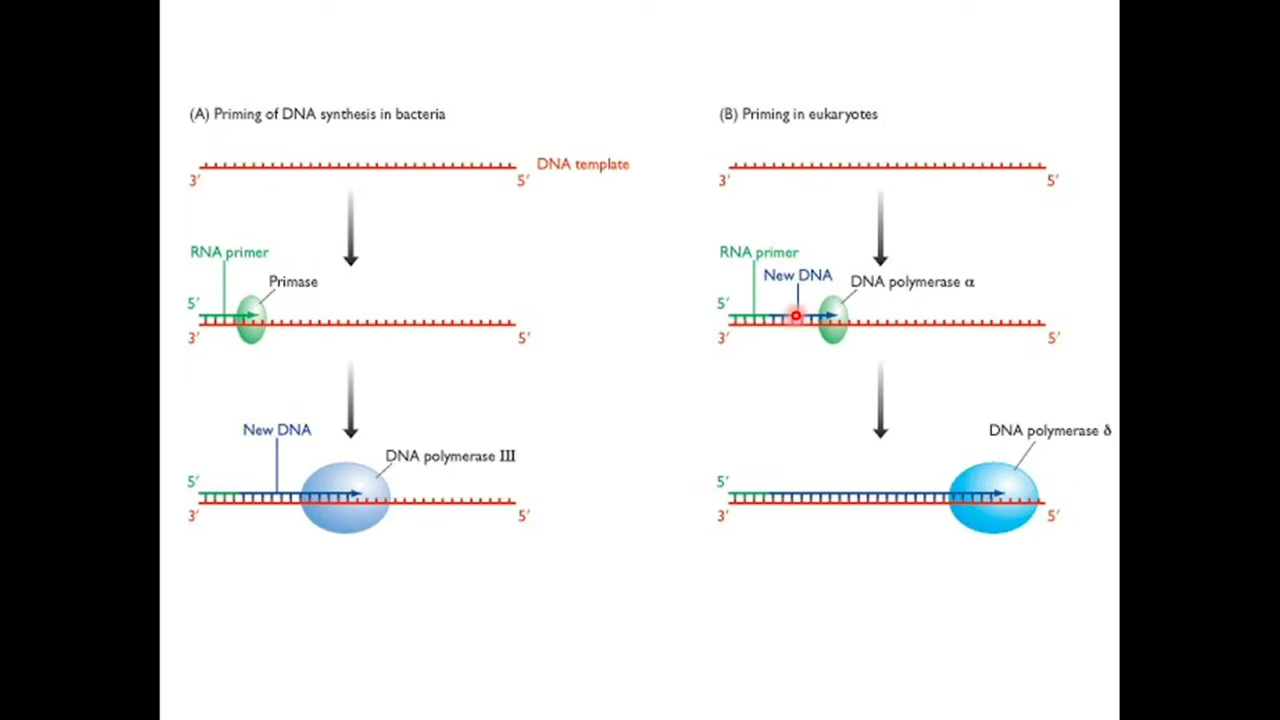 (A) Priming of DNA synthesis in bacteria
DNA template
3′ 5′
RNA primer
Primase
5′
3′ 5′
New DNA
DNA polymerase III
5′
3′ 5′
(B) Priming in eukaryotes
3′ 5′
RNA primer
New DNA
DNA polymerase α
5′
3′ 5′
DNA polymerase δ
5′
3′ 5′